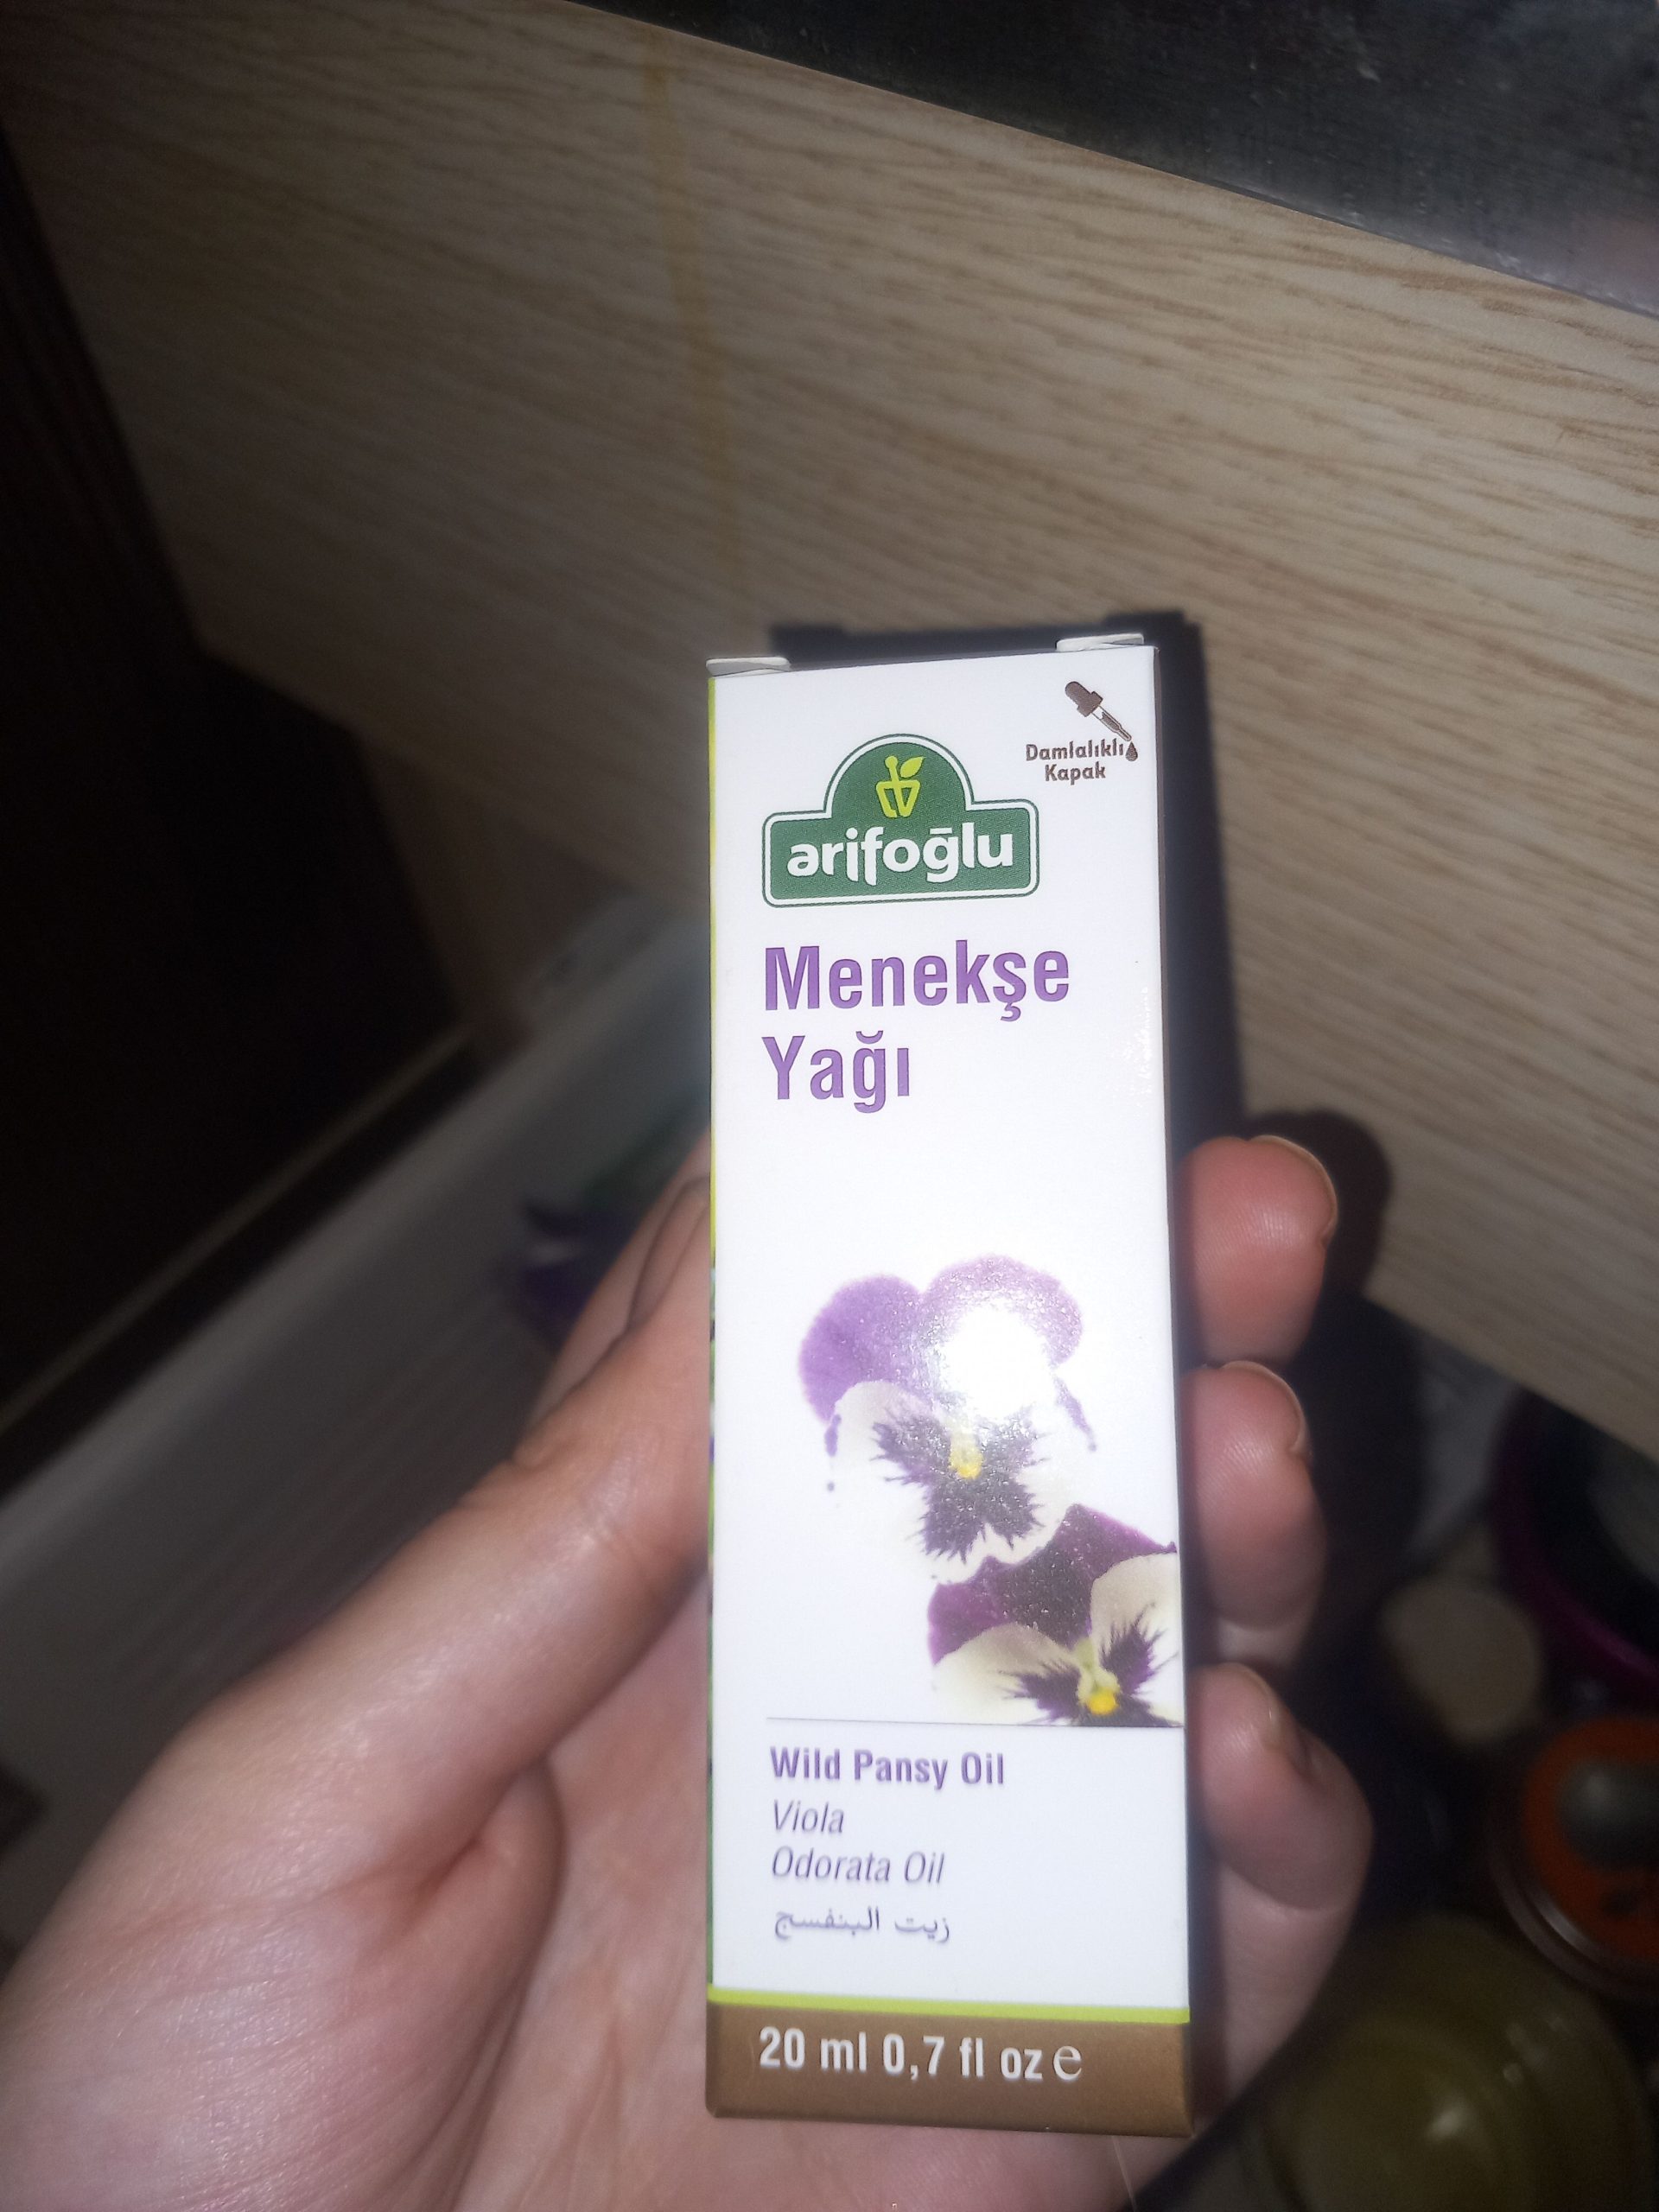 Damlalıklı
Kapak
arifoğlu
Menekşe
Yağı
Wild Pansy Oil
Viola
Odorata Oil
زيت البنفسج
20 ml 0,7 fl oz e